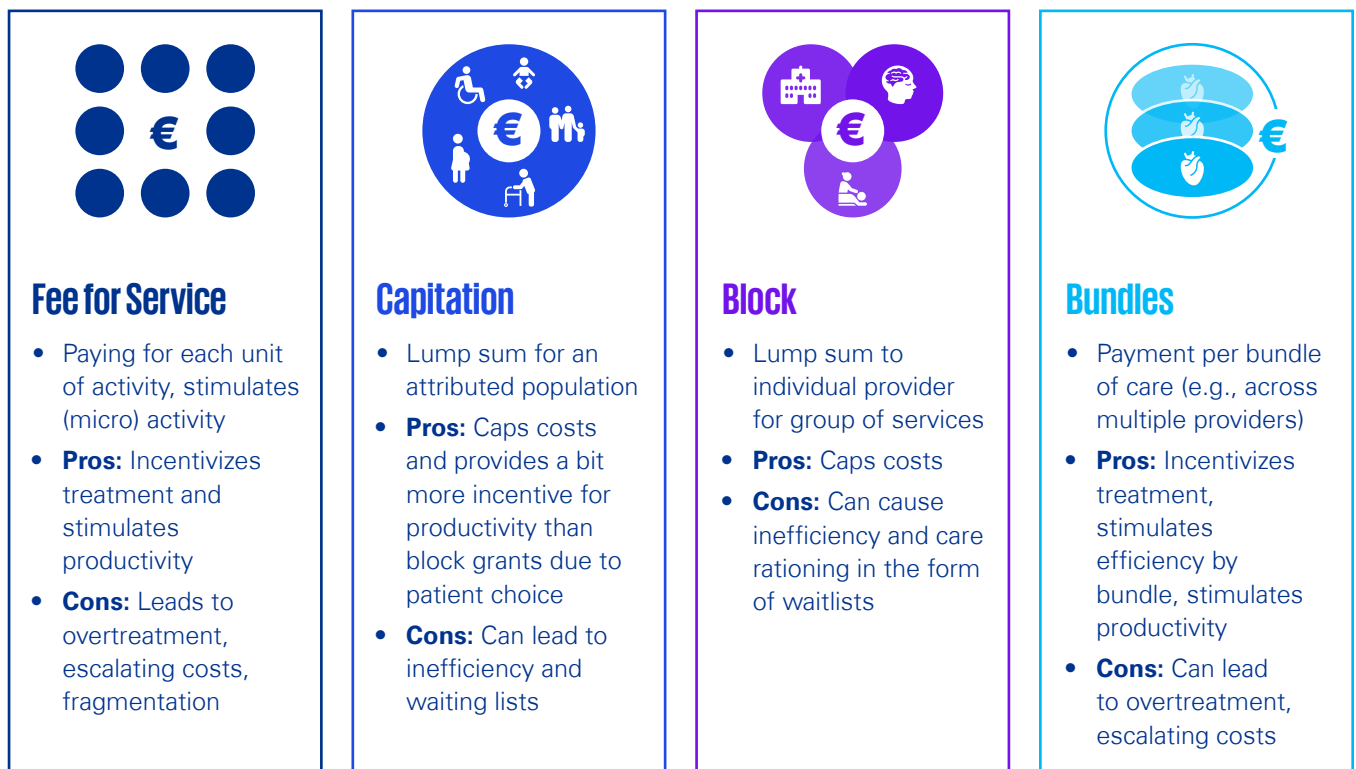 €
Fee for Service
• Paying for each unit
of activity, stimulates
(micro) activity
• Pros: Incentivizes
treatment and
stimulates
productivity
• Cons: Leads to
overtreatment,
escalating costs,
fragmentation
€
Capitation
• Lump sum for an
attributed population
• Pros: Caps costs
and provides a bit
more incentive for
productivity than
block grants due to
patient choice
• Cons: Can lead to
inefficiency and
waiting lists
€
Block
• Lump sum to
individual provider
for group of services
• Pros: Caps costs
• Cons: Can cause
inefficiency and care
rationing in the form
of waitlists
€
Bundles
• Payment per bundle
of care (e.g., across
multiple providers)
• Pros: Incentivizes
treatment,
stimulates
efficiency by
bundle, stimulates
productivity
• Cons: Can lead
to overtreatment,
escalating costs